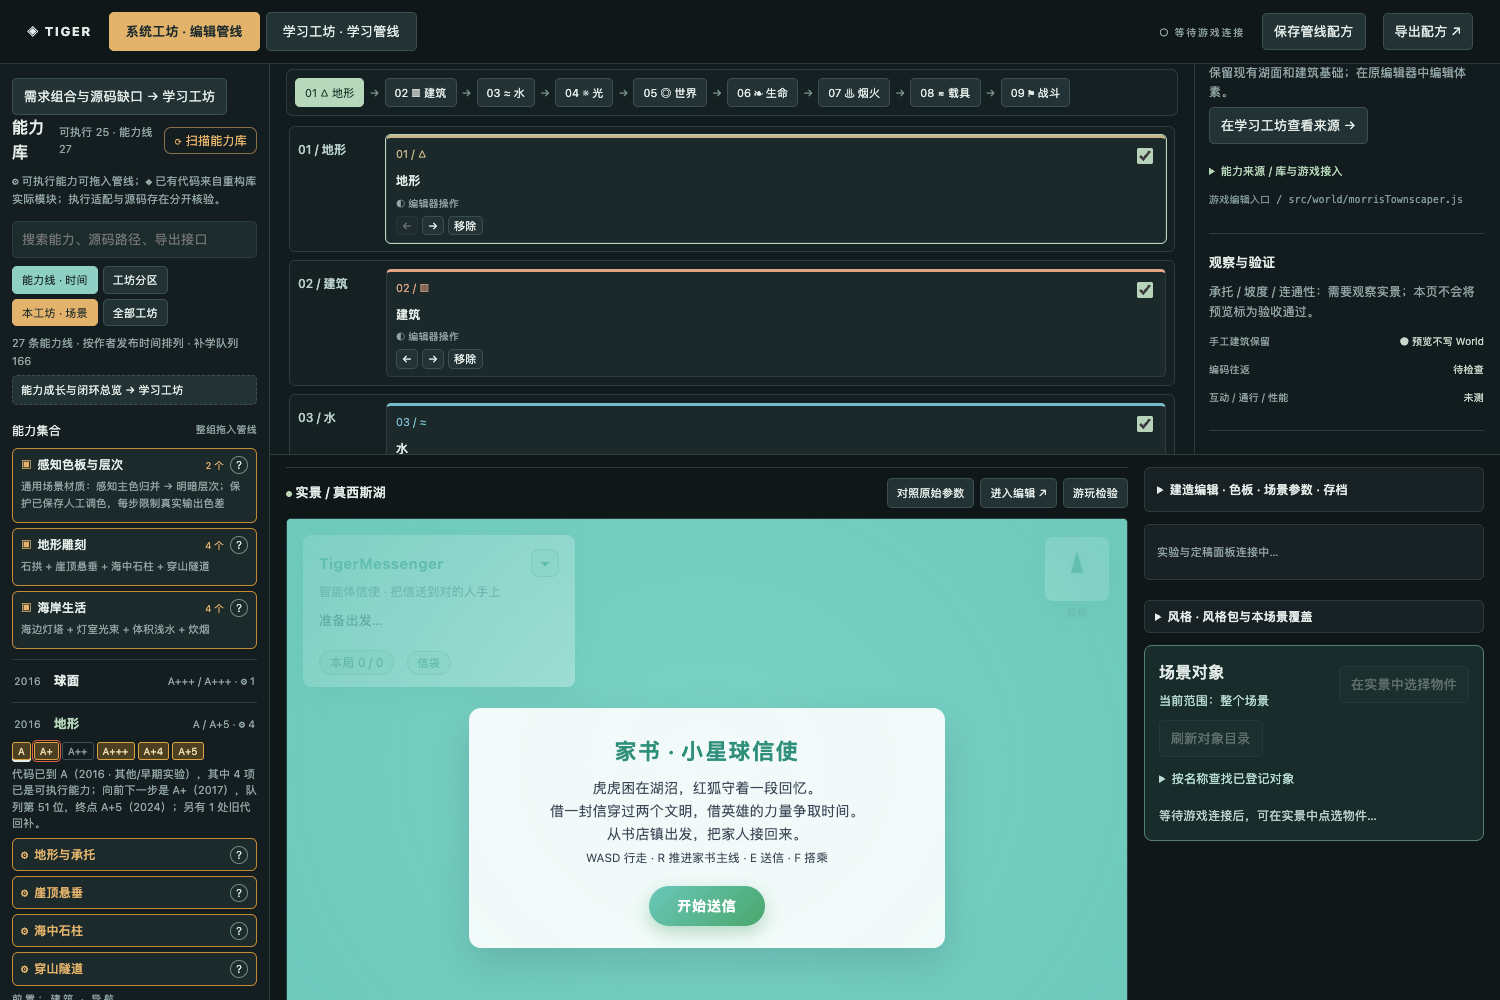 ◈ TIGER
系统工坊 · 编辑管线
学习工坊 · 学习管线
等待游戏连接
保存管线配方
导出配方 ↗
需求组合与源码缺口 → 学习工坊
能力库
可执行 25 · 能力线 27
⟳ 扫描能力库
⚙ 可执行能力可拖入管线；◆ 已有代码来自重构库
实际模块；执行适配与源码存在分开核验。
搜索能力、源码路径、导出接口
能力线 · 时间
工坊分区
本工坊 · 场景
全部工坊
27 条能力线 · 按作者发布时间排列 · 补学队列
166
能力成长与闭环总览 → 学习工坊
能力集合
整组拖入管线
▣ 感知色板与层次
2 个 ?
通用场景材质：感知主色归并 → 明暗层次；保
护已保存人工调色，每步限制真实输出色差
▣ 地形雕刻
4 个 ?
石拱 + 崖顶悬垂 + 海中石柱 + 穿山隧道
▣ 海岸生活
4 个 ?
海边灯塔 + 灯室光束 + 体积浅水 + 炊烟
2016 球面
A+++ / A+++ · ⚙ 1
2016 地形
A / A+5 · ⚙ 4
A A+ A++ A+++ A+4 A+5
代码已到 A（2016 · 其他/早期实验），其中 4 项
已是可执行能力；向前下一步是 A+（2017），队
列第 51 位，终点 A+5（2024）；另有 1 处旧代
回补。
⚙ 地形与承托 ?
⚙ 崖顶悬垂 ?
⚙ 海中石柱 ?
⚙ 穿山隧道 ?
前置：建筑 · 导航
01 △ 地形 → 02 ▥ 建筑 → 03 ≈ 水 → 04 ☀ 光 → 05 ◎ 世界 → 06 ❧ 生命 → 07 ♨ 烟火 → 08 ≋ 载具 → 09 ⚑ 战斗
01 / 地形
01 / △
地形
◐ 编辑器操作
← → 移除
02 / 建筑
02 / ▥
建筑
◐ 编辑器操作
← → 移除
03 / 水
03 / ≈
水
保留现有湖面和建筑基础；在原编辑器中编辑体
素。
在学习工坊查看来源 →
▶ 能力来源 / 库与游戏接入
游戏编辑入口 / src/world/morrisTownscaper.js
观察与验证
承托 / 坡度 / 连通性：需要观察实景；本页不会将
预览标为验收通过。
手工建筑保留
● 预览不写 World
编码往返
待检查
互动 / 通行 / 性能
未测
实景 / 莫西斯湖
对照原始参数
进入编辑 ↗
游玩检验
TigerMessenger
智能体信使 · 把信送到对的人手上
准备出发...
本局 0 / 0
信袋
家书 · 小星球信使
虎虎困在湖沼，红狐守着一段回忆。
借一封信穿过两个文明，借英雄的力量争取时间。
从书店镇出发，把家人接回来。
WASD 行走 · R 推进家书主线 · E 送信 · F 搭乘
开始送信
▶ 建造编辑 · 色板 · 场景参数 · 存档
实验与定稿面板连接中...
▶ 风格 · 风格包与本场景覆盖
场景对象
在实景中选择物件
当前范围：整个场景
刷新对象目录
▶ 按名称查找已登记对象
等待游戏连接后，可在实景中点选物件...